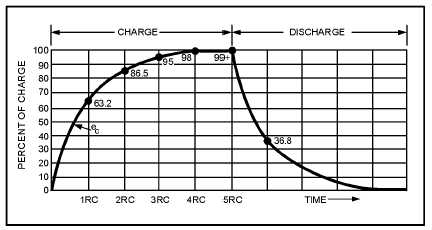 CHARGE
DISCHARGE
PERCENT OF CHARGE
100
90
80
70
60
50
40
30
20
10
0
63.2
86.5
95
98
99+
36.8
ec
1RC
2RC
3RC
4RC
5RC
TIME